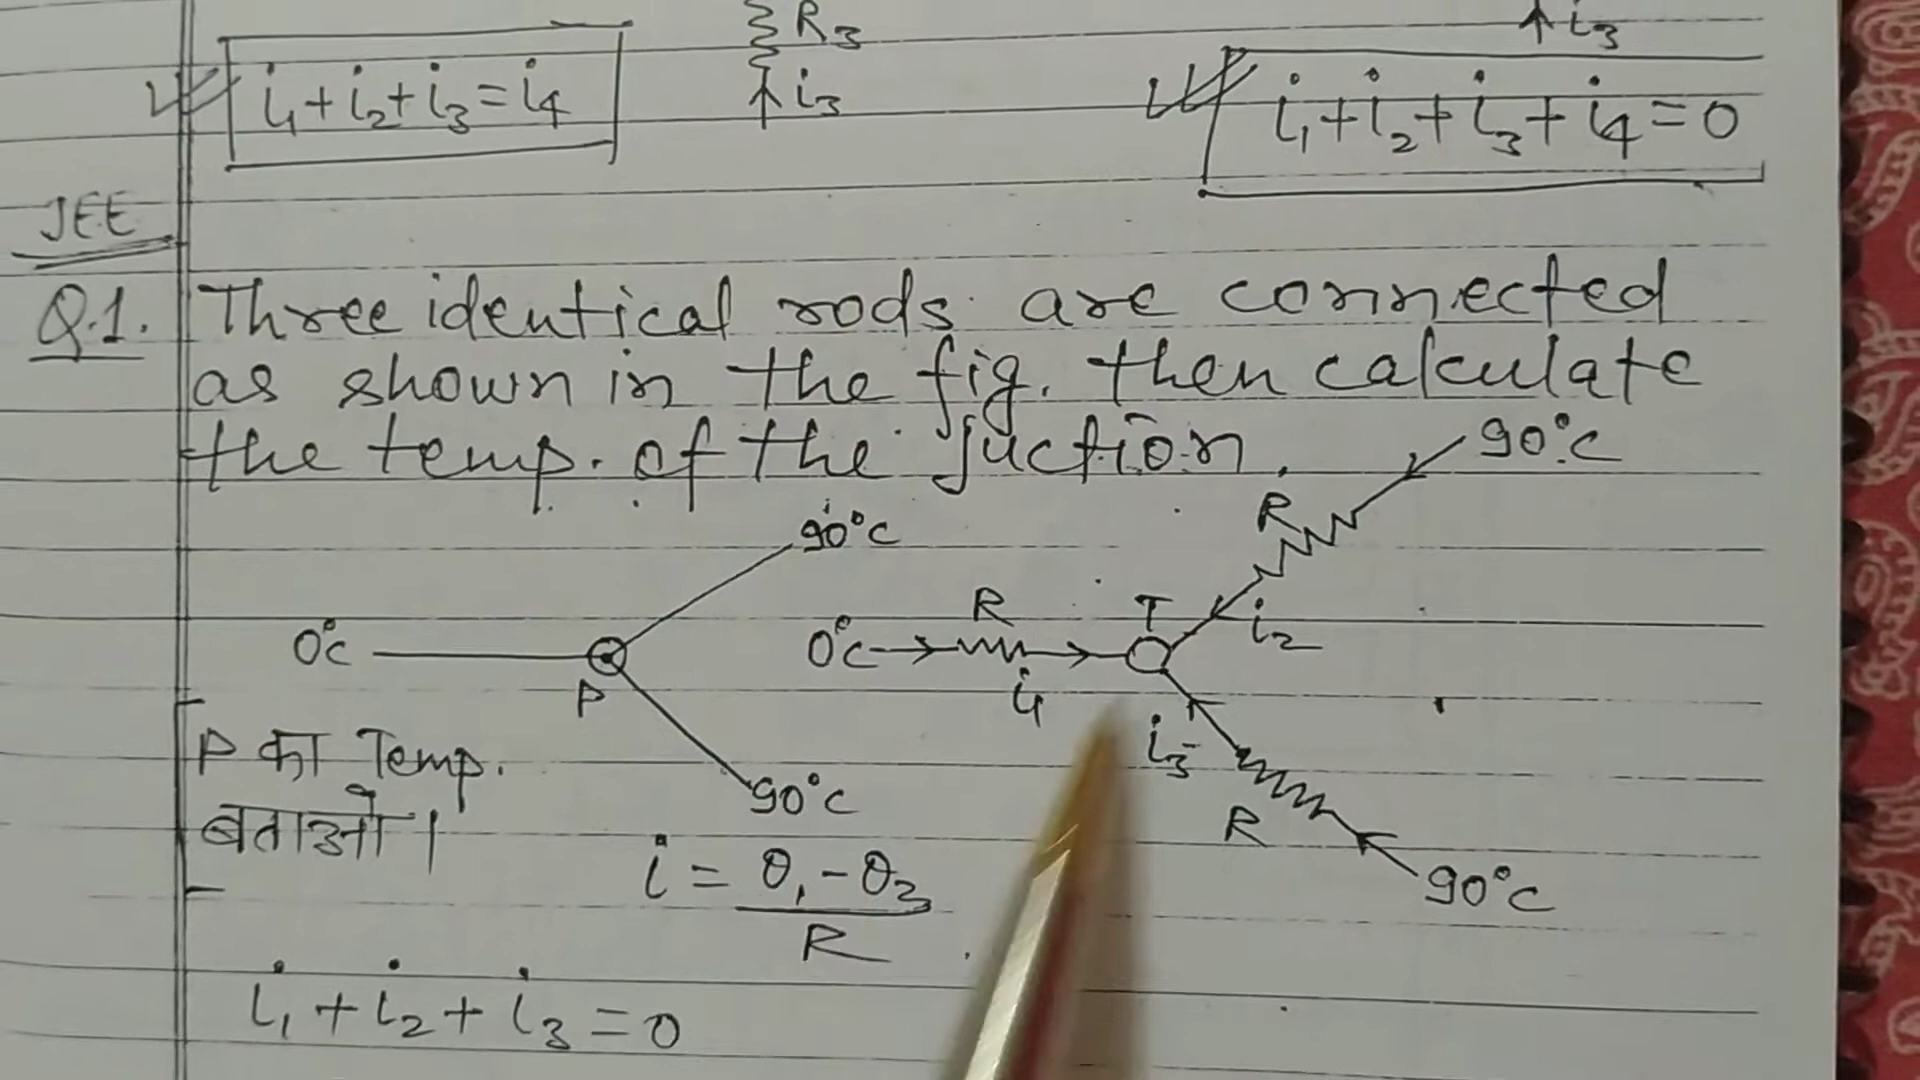 R3
i3
i1+i2+i3=i4
i3
i1+i2+i3+i4=0
JEE
Q.1. Three identical rods are connected
as shown in the fig. then calculate
the temp. of the juction.
90°C
R
90°C
0°C
P
0°C
R
i1
T
i2
P का Temp.
बताओ।
90°C
i3
R
90°C
i = θ1-θ2
R
i1+i2+i3=0